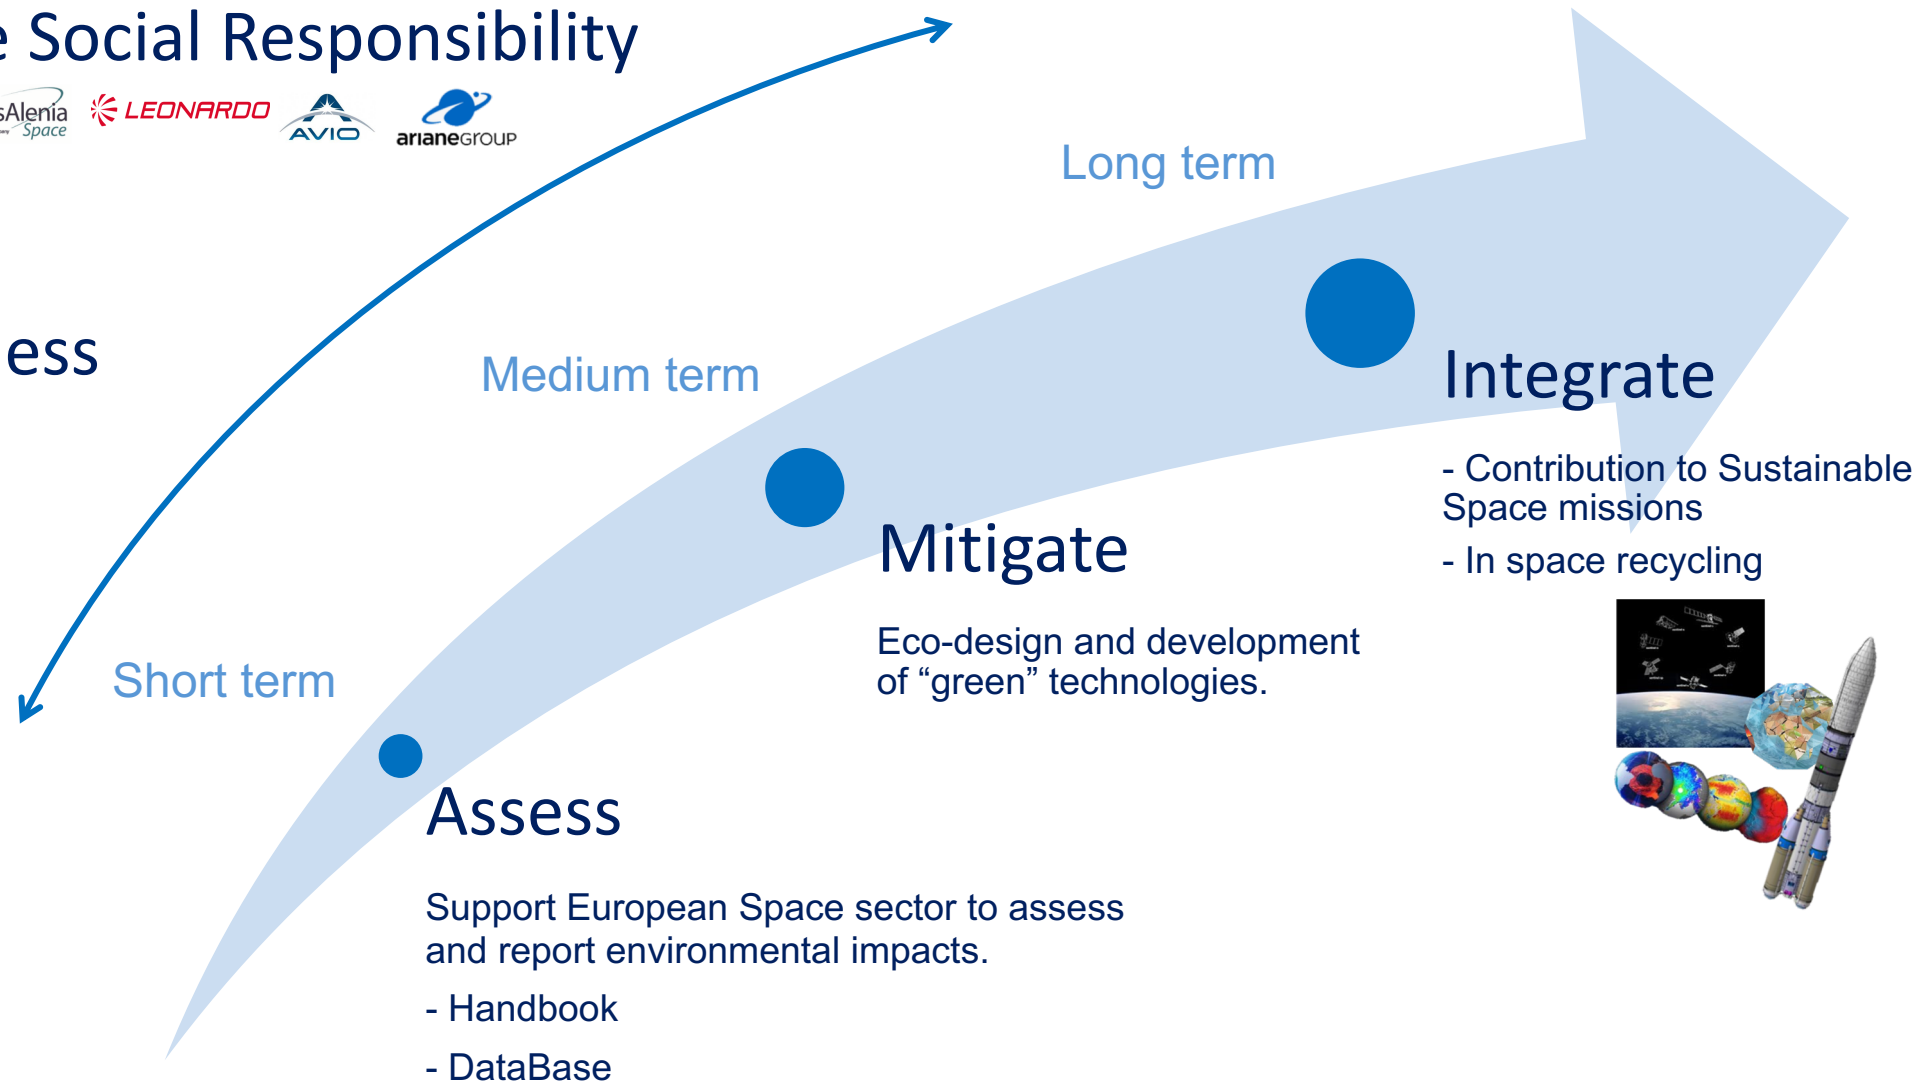 e Social Responsibility
sAlenia
Space
LEONARDO
AVIO
arianeGROUP
Long term
ess
Medium term
Integrate
- Contribution to Sustainable
Space missions
- In space recycling
Mitigate
Eco-design and development
of “green” technologies.
Short term
Assess
Support European Space sector to assess
and report environmental impacts.
- Handbook
- DataBase